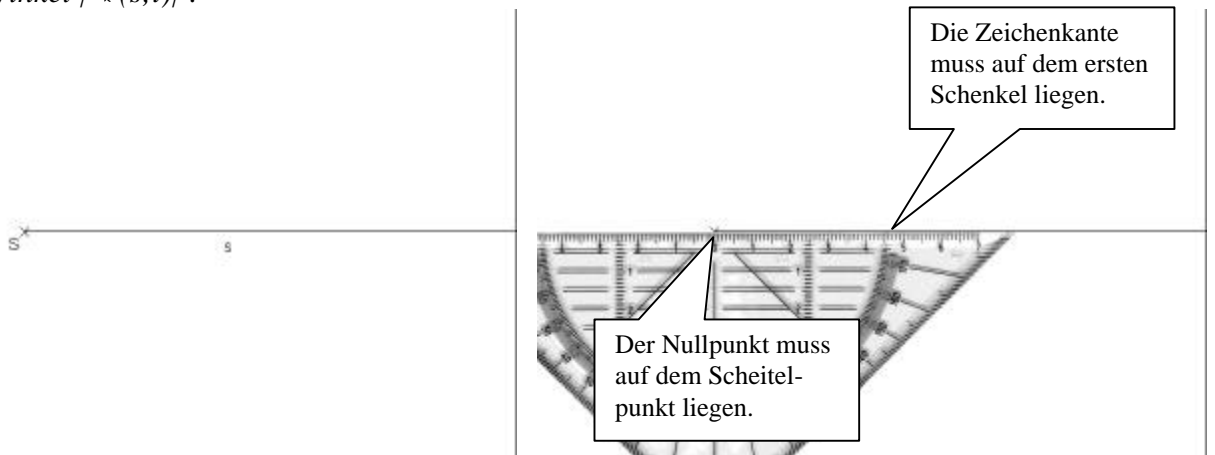 Die Zeichenkante
muss auf dem ersten
Schenkel liegen.
S
s
Der Nullpunkt muss
auf dem Scheitel-
punkt liegen.